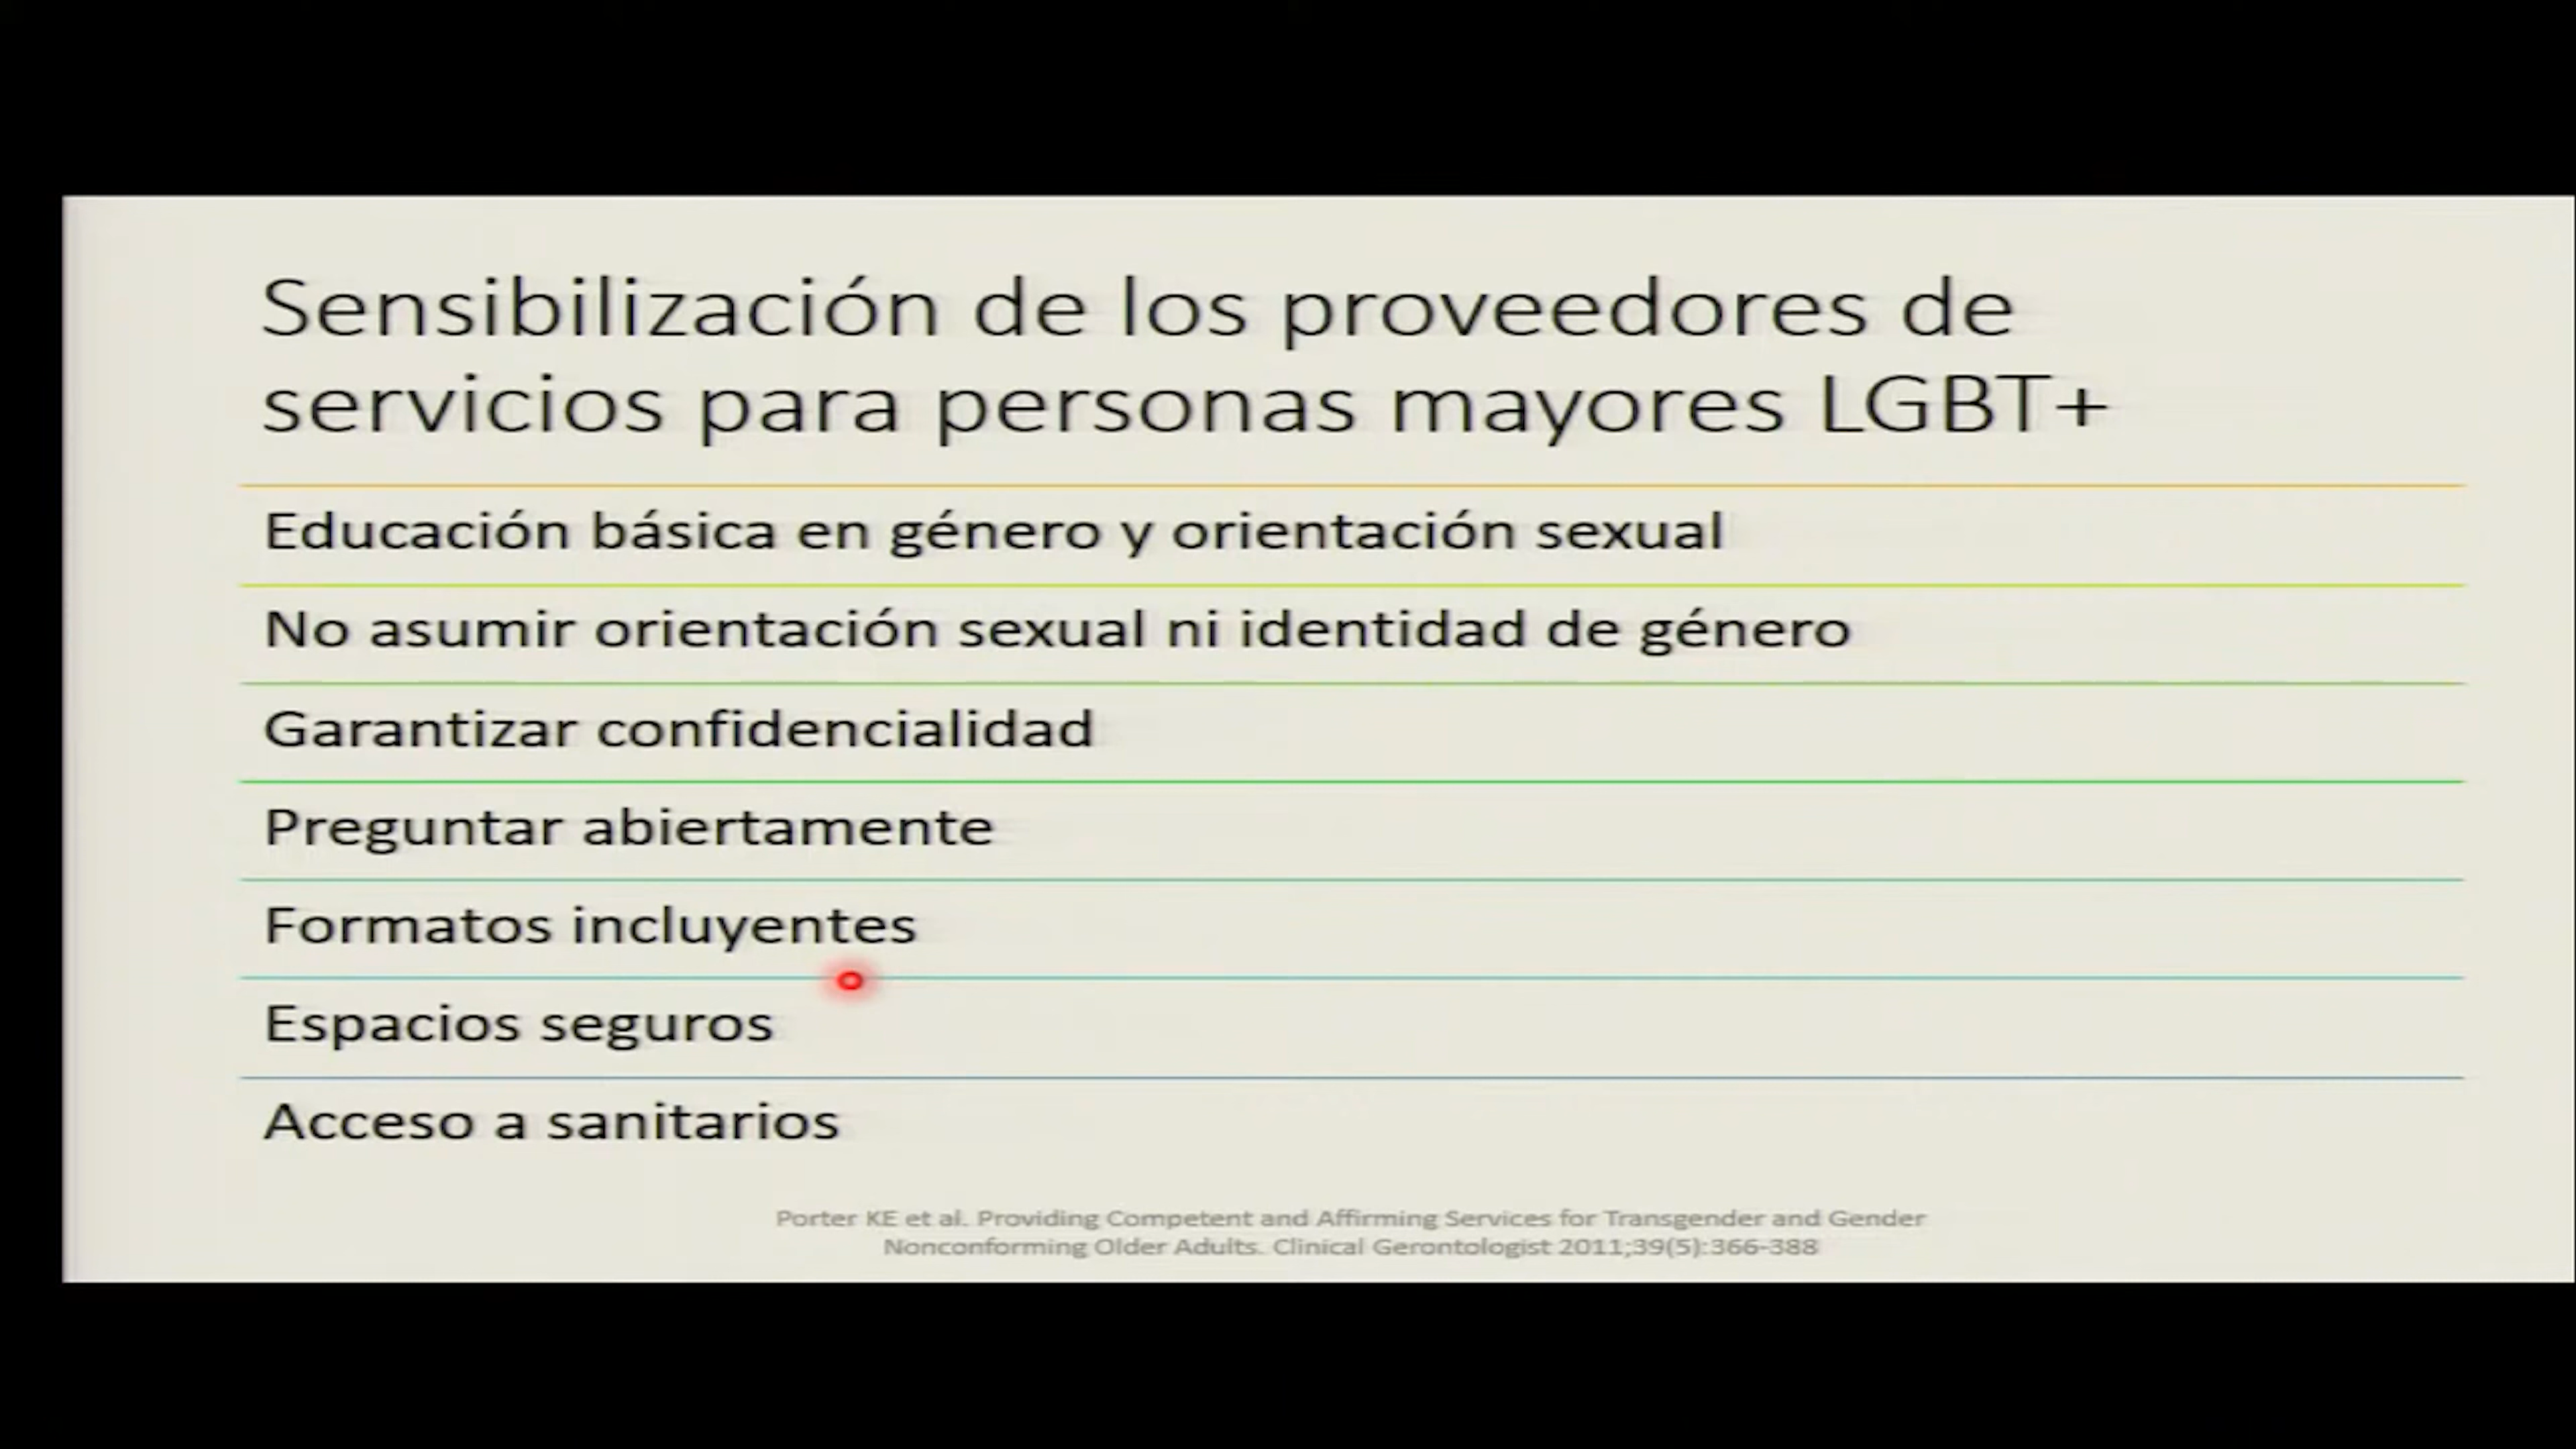 Sensibilización de los proveedores de
servicios para personas mayores LGBT+
Educación básica en género y orientación sexual
No asumir orientación sexual ni identidad de género
Garantizar confidencialidad
Preguntar abiertamente
Formatos incluyentes
Espacios seguros
Acceso a sanitarios
Porter KE et al. Providing Competent and Affirming Services for Transgender and Gender
Nonconforming Older Adults. Clinical Gerontologist 2011;39(5):366-388